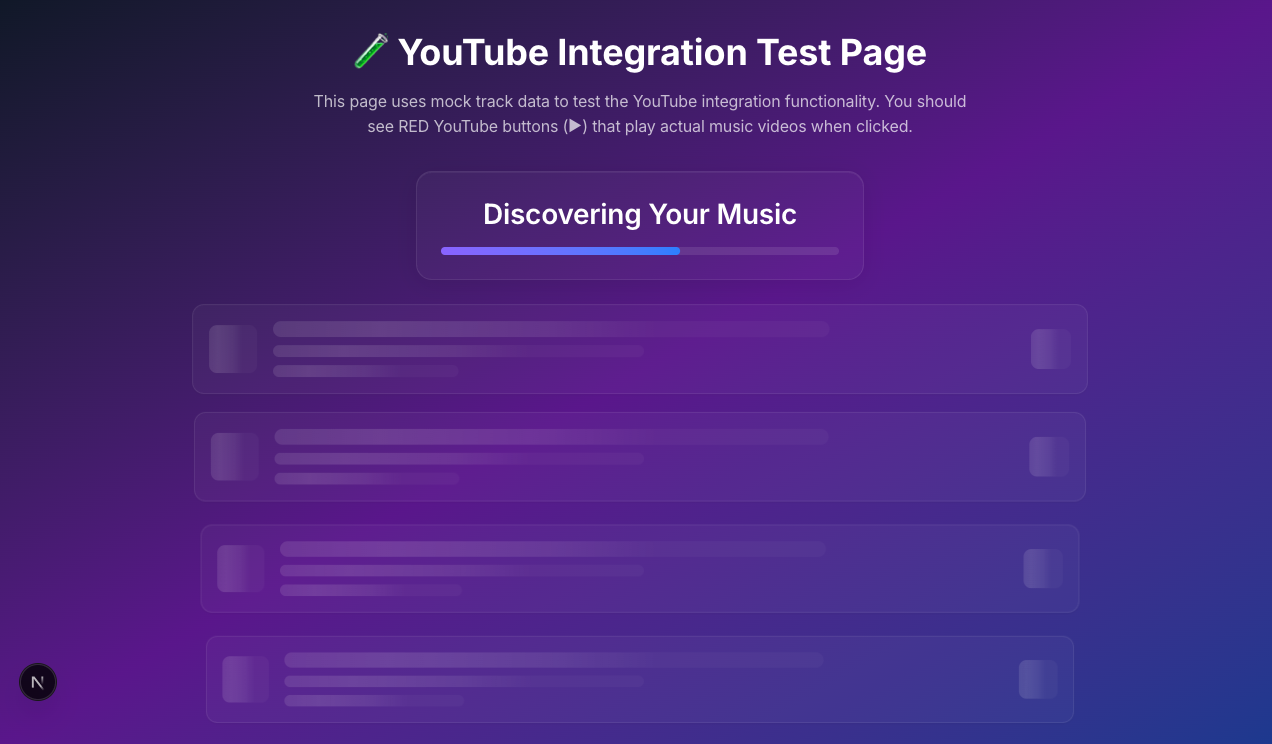 YouTube Integration Test Page
This page uses mock track data to test the YouTube integration functionality. You should
see RED YouTube buttons (▶) that play actual music videos when clicked.
Discovering Your Music
N